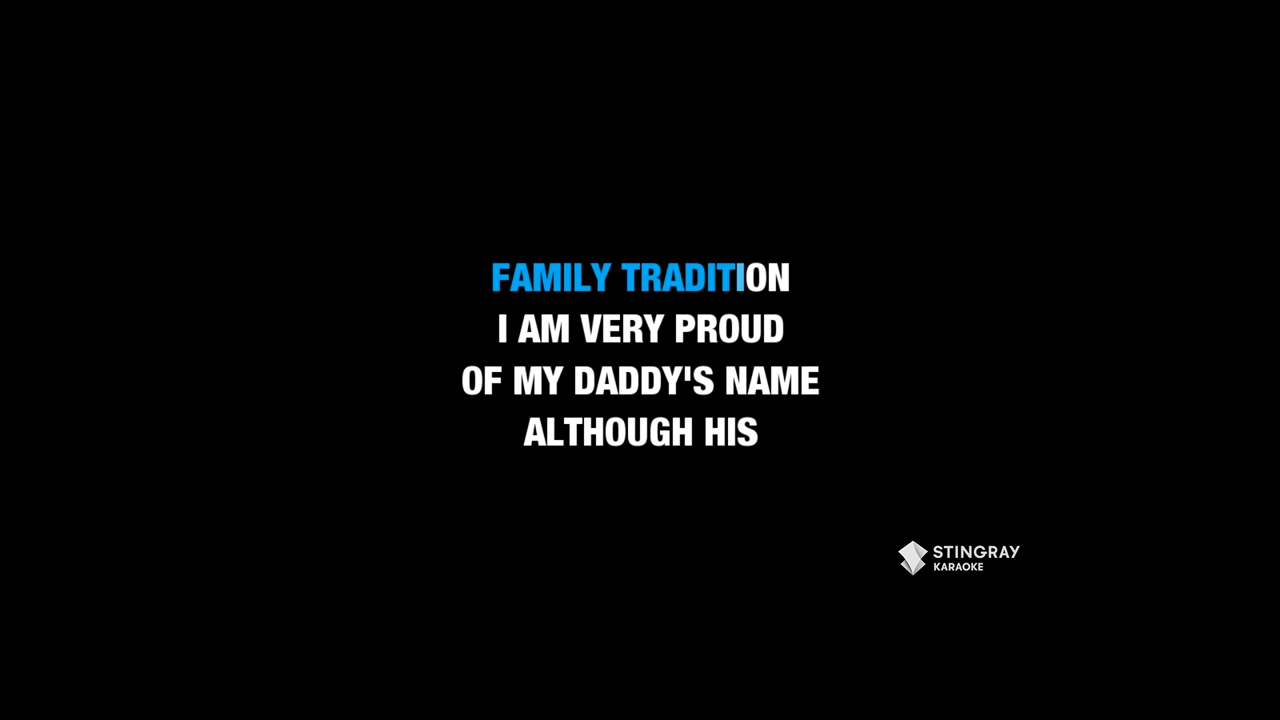 FAMILY TRADITION
I AM VERY PROUD
OF MY DADDY'S NAME
ALTHOUGH HIS
STINGRAY
KARAOKE